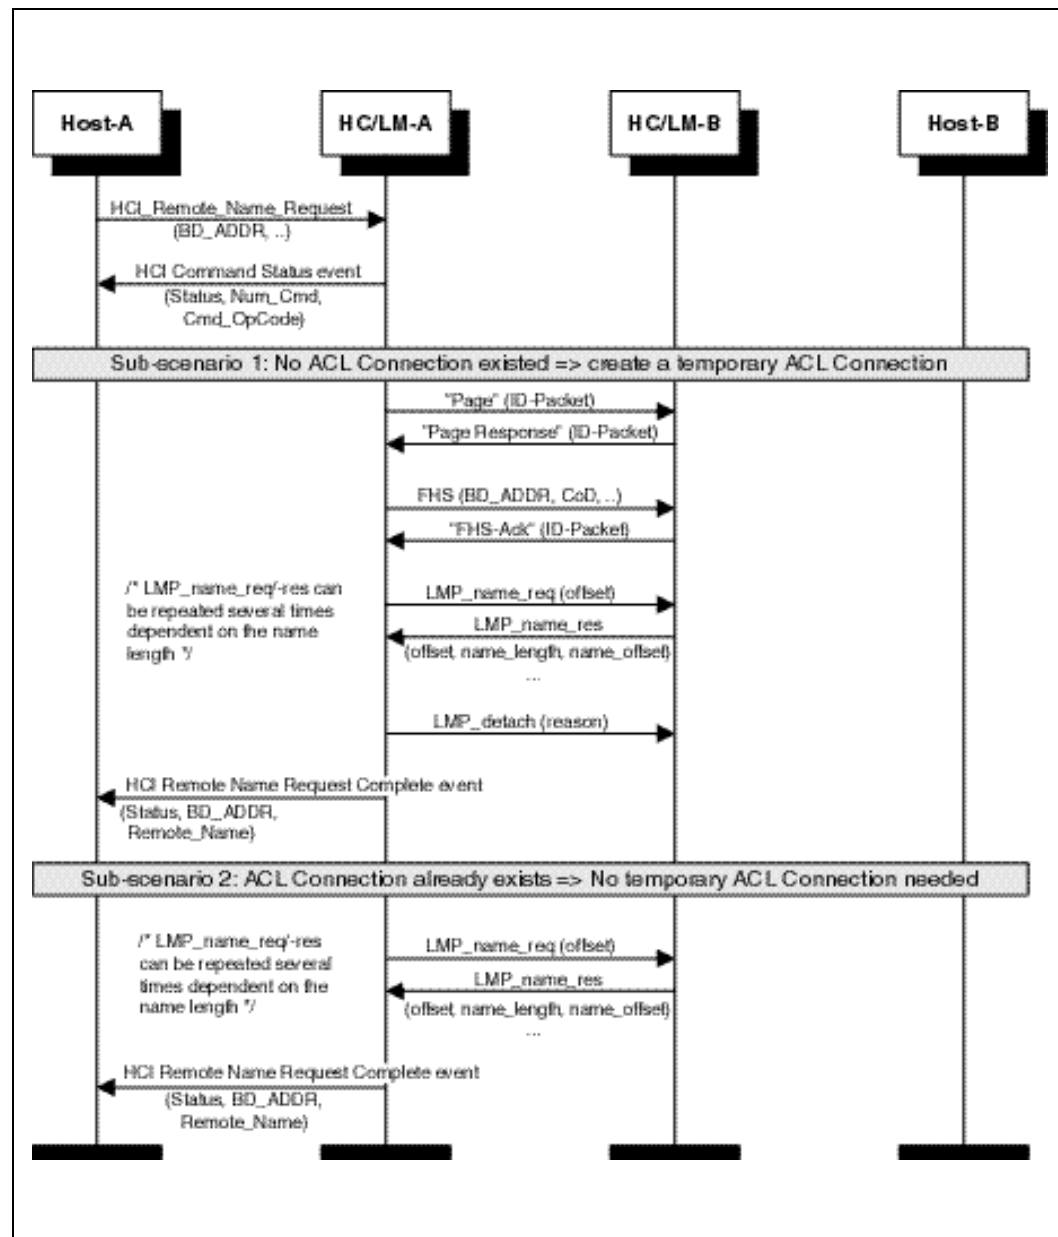 Host-A
HC/LM-A
HC/LM-B
Host-B
HCI_Remote_Name_Request
(BD_ADDR, ..)
HCI Command Status event
(Status, Num_Cmd,
Cmd_OpCode)
Sub-scenario 1: No ACL Connection existed => create a temporary ACL Connection
"Page" (ID-Packet)
"Page Response" (ID-Packet)
FHS (BD_ADDR, CoD, ..)
"FHS-Ack" (ID-Packet)
/* LMP_name_req/-res can
be repeated several times
dependent on the name
length */
LMP_name_req (offset)
LMP_name_res
(offset, name_length, name_offset)
...
LMP_detach (reason)
HCI Remote Name Request Complete event
(Status, BD_ADDR,
Remote_Name)
Sub-scenario 2: ACL Connection already exists => No temporary ACL Connection needed
/* LMP_name_req/-res
can be repeated several
times dependent on the
name length */
LMP_name_req (offset)
LMP_name_res
(offset, name_length, name_offset)
...
HCI Remote Name Request Complete event
(Status, BD_ADDR,
Remote_Name)